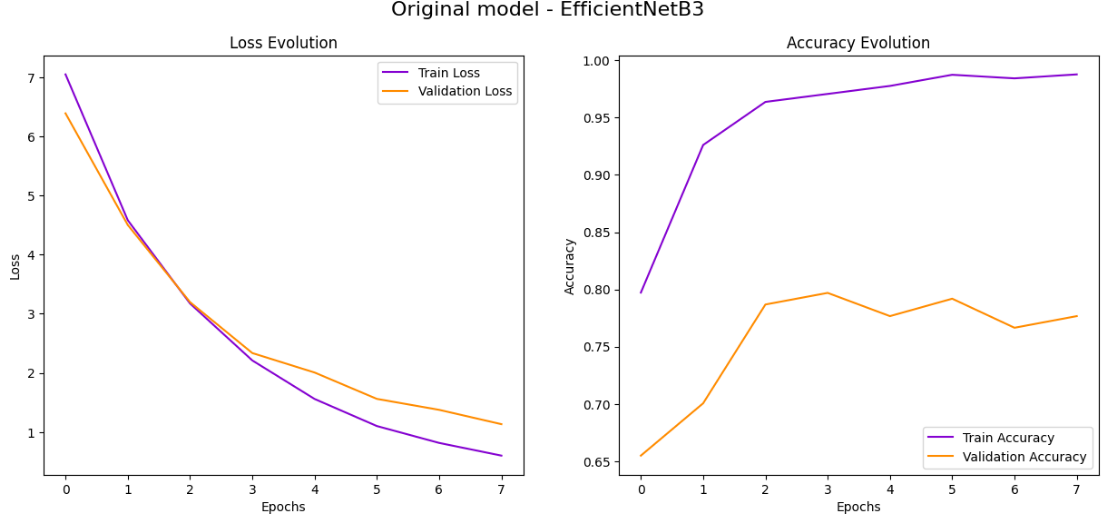 Original model - EfficientNetB3
Loss Evolution
Loss
7
6
5
4
3
2
1
Train Loss
Validation Loss
0 1 2 3 4 5 6 7
Epochs
Accuracy Evolution
Accuracy
1.00
0.95
0.90
0.85
0.80
0.75
0.70
0.65
Train Accuracy
Validation Accuracy
0 1 2 3 4 5 6 7
Epochs